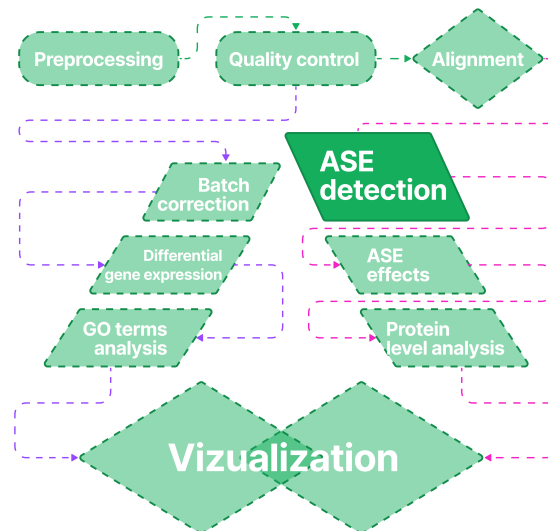 Preprocessing
Quality control
Alignment
ASE
detection
Batch
correction
Differential
gene expression
ASE
effects
GO terms
analysis
Protein
level analysis
Vizualization